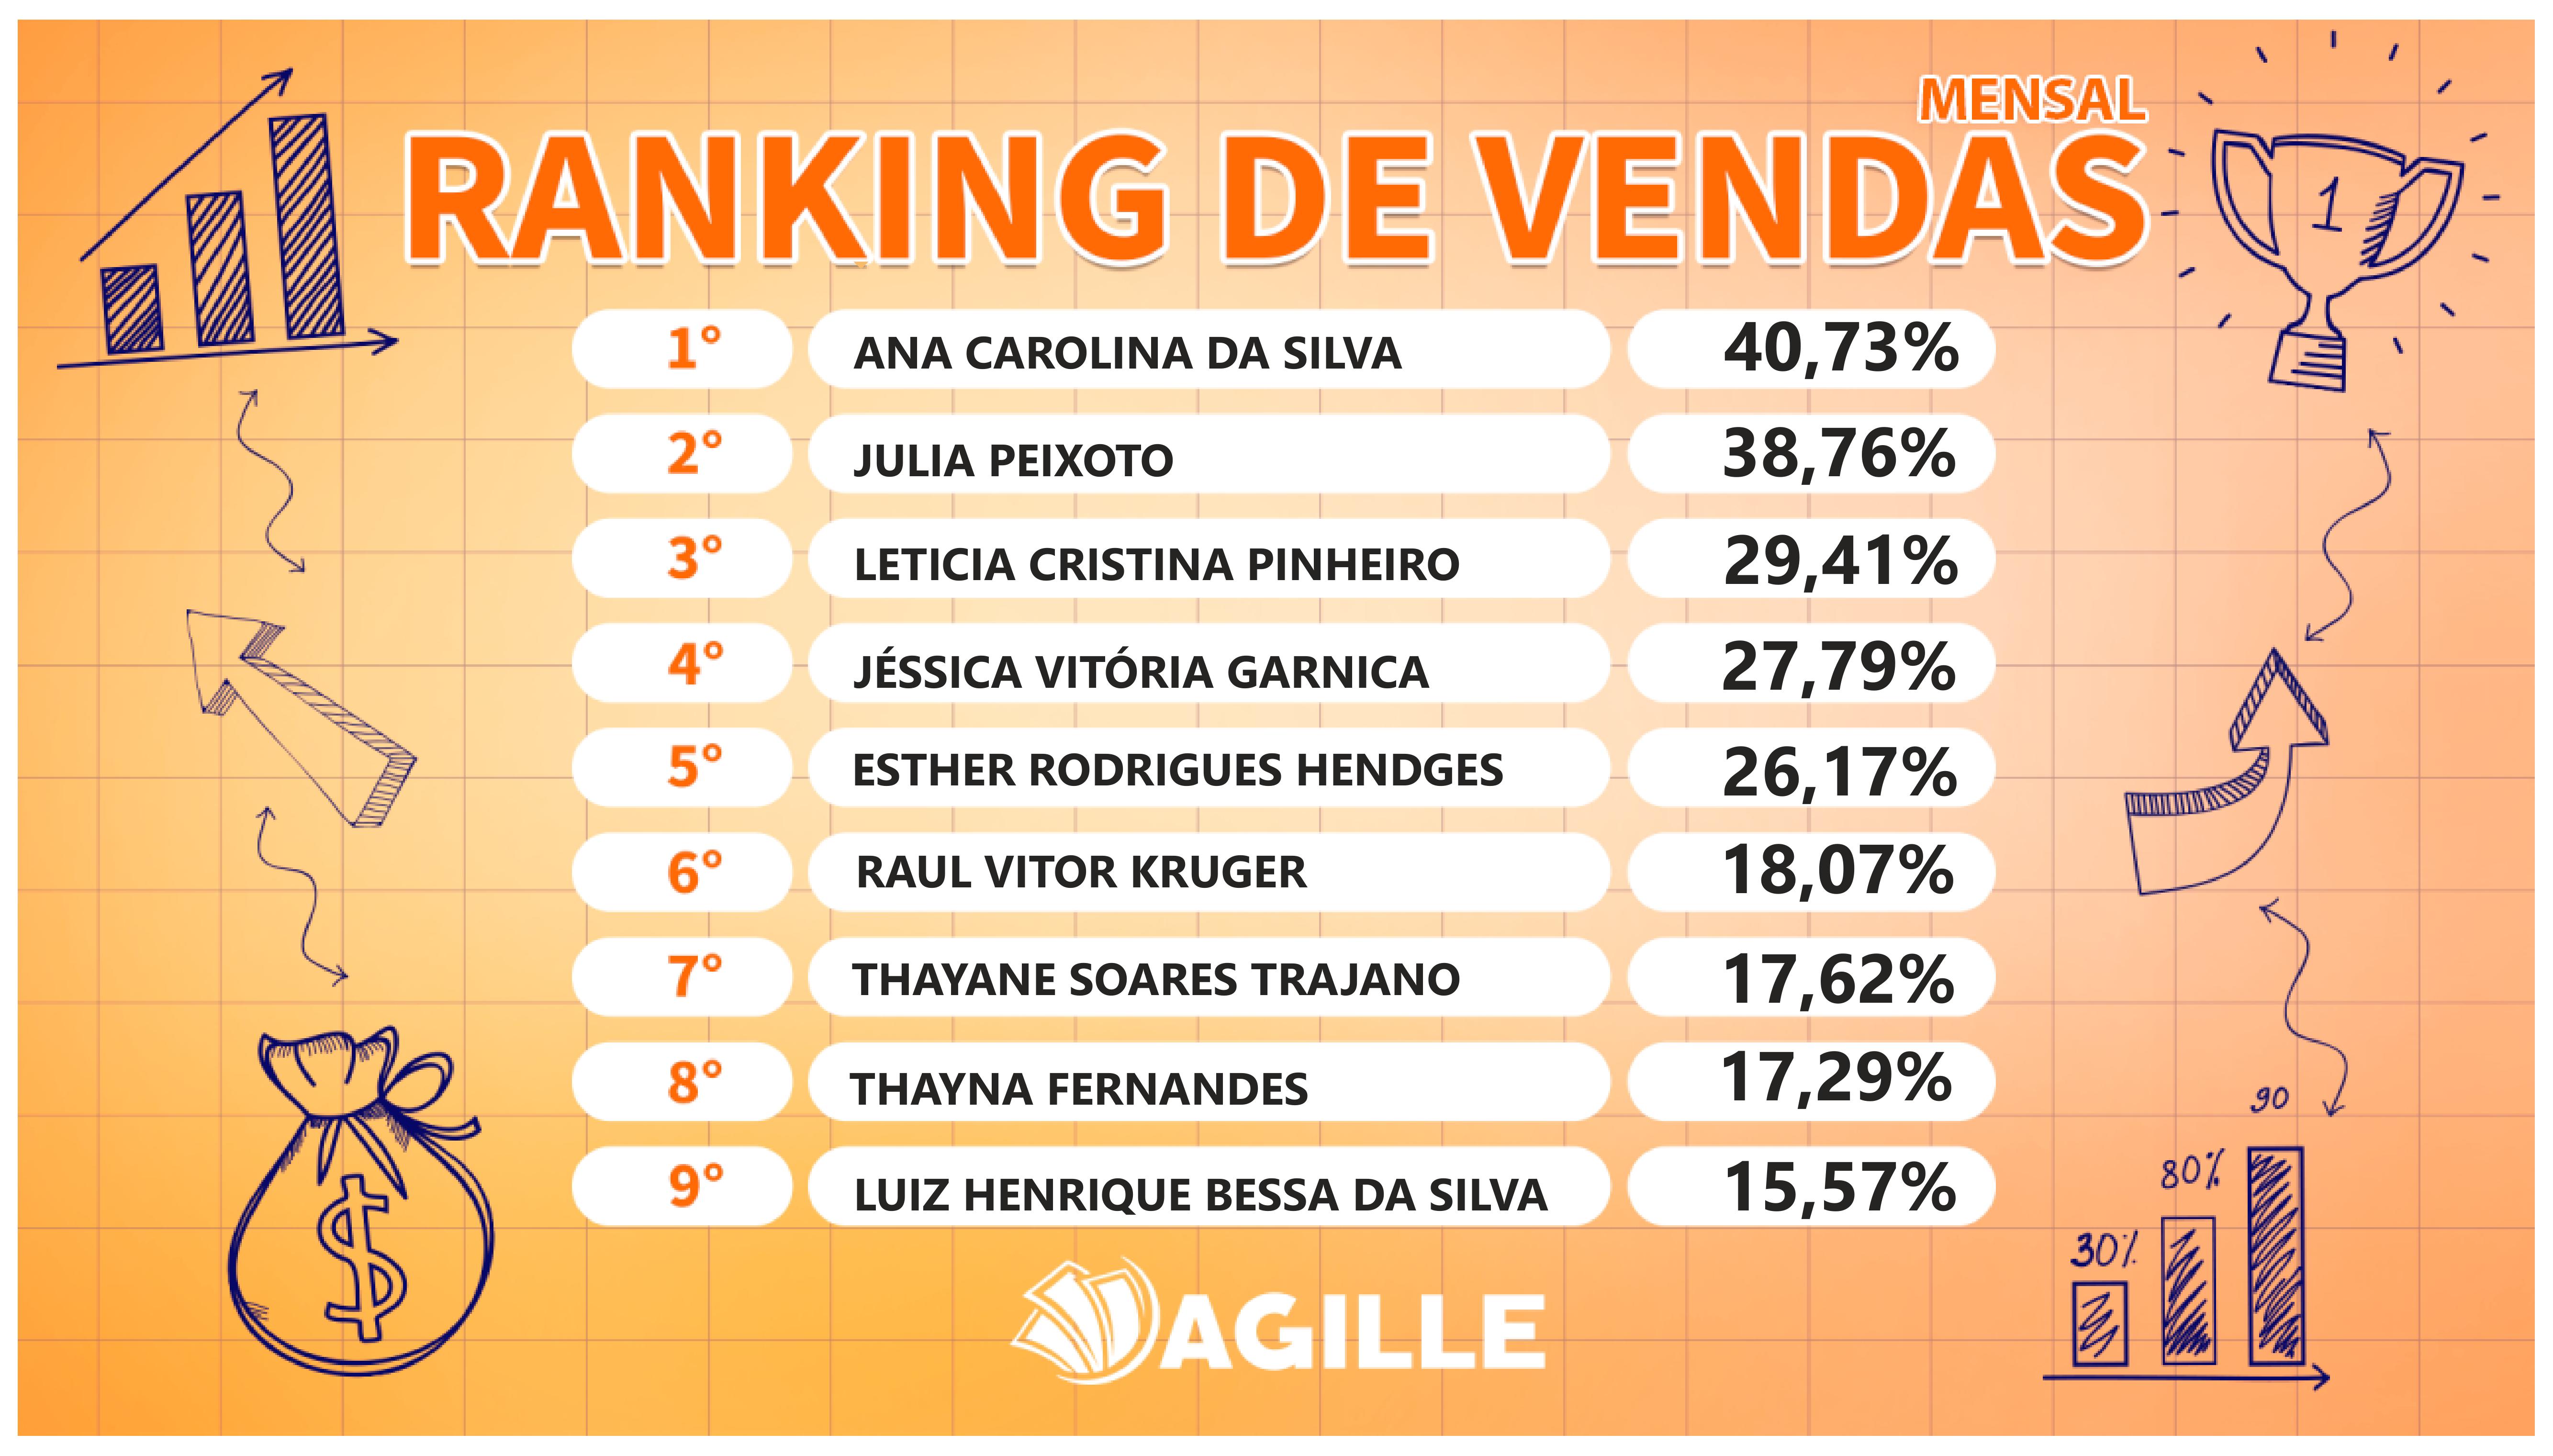 MENSAL
RANKING DE VENDAS
1
1° ANA CAROLINA DA SILVA 40,73%
2° JULIA PEIXOTO 38,76%
3° LETICIA CRISTINA PINHEIRO 29,41%
4° JÉSSICA VITÓRIA GARNICA 27,79%
5° ESTHER RODRIGUES HENDGES 26,17%
6° RAUL VITOR KRUGER 18,07%
7° THAYANE SOARES TRAJANO 17,62%
8° THAYNA FERNANDES 17,29%
9° LUIZ HENRIQUE BESSA DA SILVA 15,57%
$
90
80%
30%
AGILLE